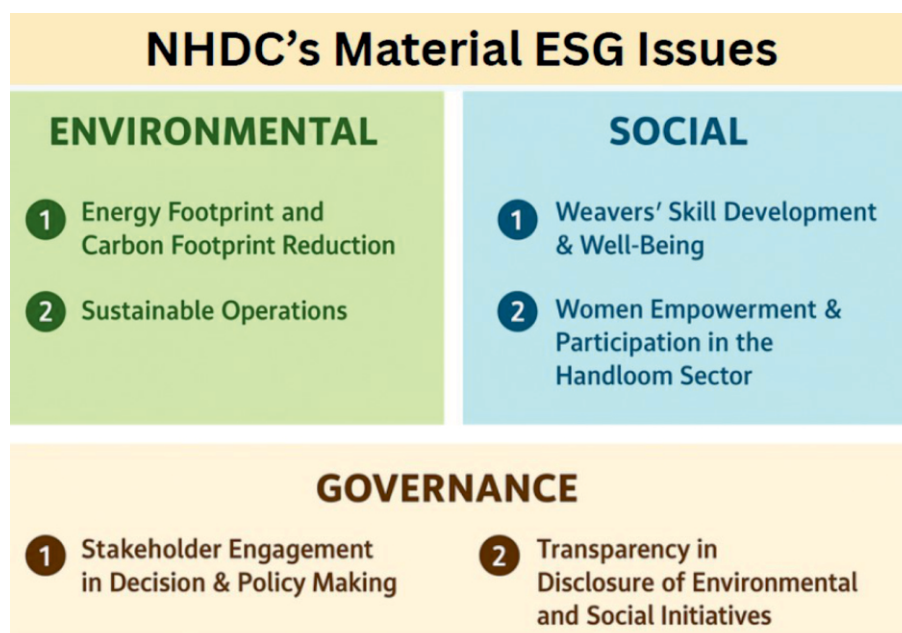 NHDC's Material ESG Issues
ENVIRONMENTAL
1 Energy Footprint and
Carbon Footprint Reduction
2 Sustainable Operations
SOCIAL
1 Weavers' Skill Development
& Well-Being
2 Women Empowerment &
Participation in the
Handloom Sector
GOVERNANCE
1 Stakeholder Engagement
in Decision & Policy Making
2 Transparency in
Disclosure of Environmental
and Social Initiatives